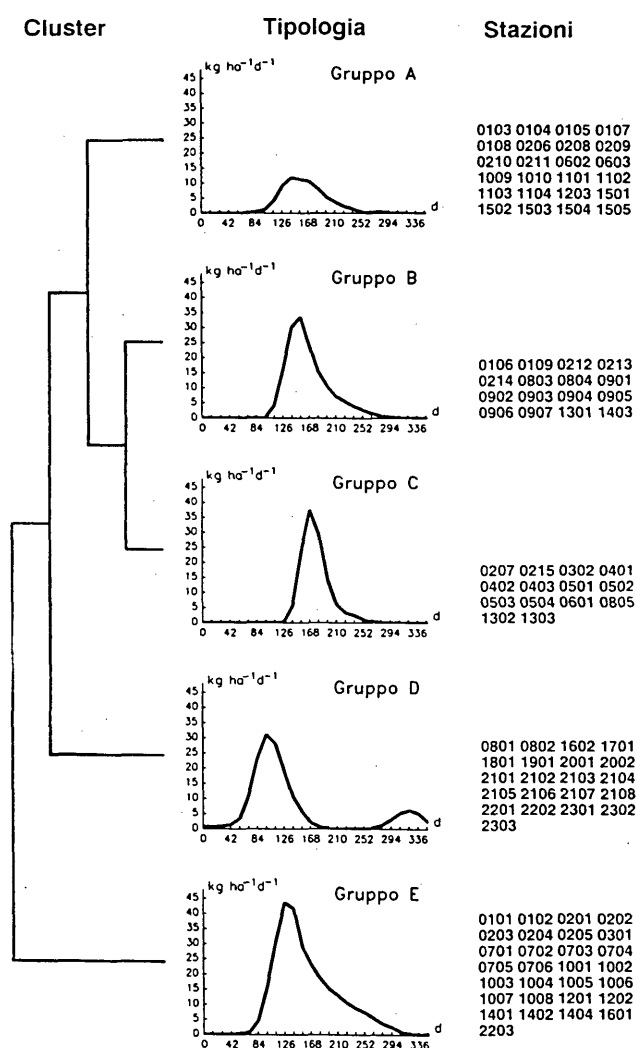 Cluster Tipologia Stazioni
kg ha⁻¹d⁻¹
Gruppo A
45
40
35
30
25
20
15
10
5
0
0 42 84 126 168 210 252 294 336
d
0103 0104 0105 0107
0108 0206 0208 0209
0210 0211 0602 0603
1009 1010 1101 1102
1103 1104 1203 1501
1502 1503 1504 1505
kg ha⁻¹d⁻¹
Gruppo B
45
40
35
30
25
20
15
10
5
0
0 42 84 126 168 210 252 294 336
d
0106 0109 0212 0213
0214 0803 0804 0901
0902 0903 0904 0905
0906 0907 1301 1403
kg ha⁻¹d⁻¹
Gruppo C
45
40
35
30
25
20
15
10
5
0
0 42 84 126 168 210 252 294 336
d
0207 0215 0302 0401
0402 0403 0501 0502
0503 0504 0601 0805
1302 1303
kg ha⁻¹d⁻¹
Gruppo D
45
40
35
30
25
20
15
10
5
0
0 42 84 126 168 210 252 294 336
d
0801 0802 1602 1701
1801 1901 2001 2002
2101 2102 2103 2104
2105 2106 2107 2108
2201 2202 2301 2302
2303
kg ha⁻¹d⁻¹
Gruppo E
45
40
35
30
25
20
15
10
5
0
0 42 84 126 168 210 252 294 336
d
0101 0102 0201 0202
0203 0204 0205 0301
0701 0702 0703 0704
0705 0706 1001 1002
1003 1004 1005 1006
1007 1008 1201 1202
1401 1402 1404 1601
2203